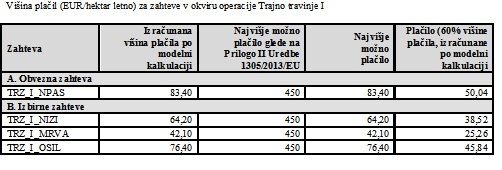 Višina plačil (EUR/hektar letno) za zahteve v okviru operacije Trajno travinje I
Zahteva
Izračunana
všina plačila po
modelni
kalkulaciji
Najvišje možno
plačilo glede na
Prilogo II Uredbe
1305/2013/EU
Najvišje
možno
plačilo
Plačilo (60% višine
plačila, izračunane
po modelni
kalkulaciji
A. Obvezna zahteva
TRZ_I_NPAS 83,40 450 83,40 50,04
B. Izbirne zahteve
TRZ_I_NIZI 64,20 450 64,20 38,52
TRZ_I_MRVA 42,10 450 42,10 25,26
TRZ_I_OSIL 76,40 450 76,40 45,84